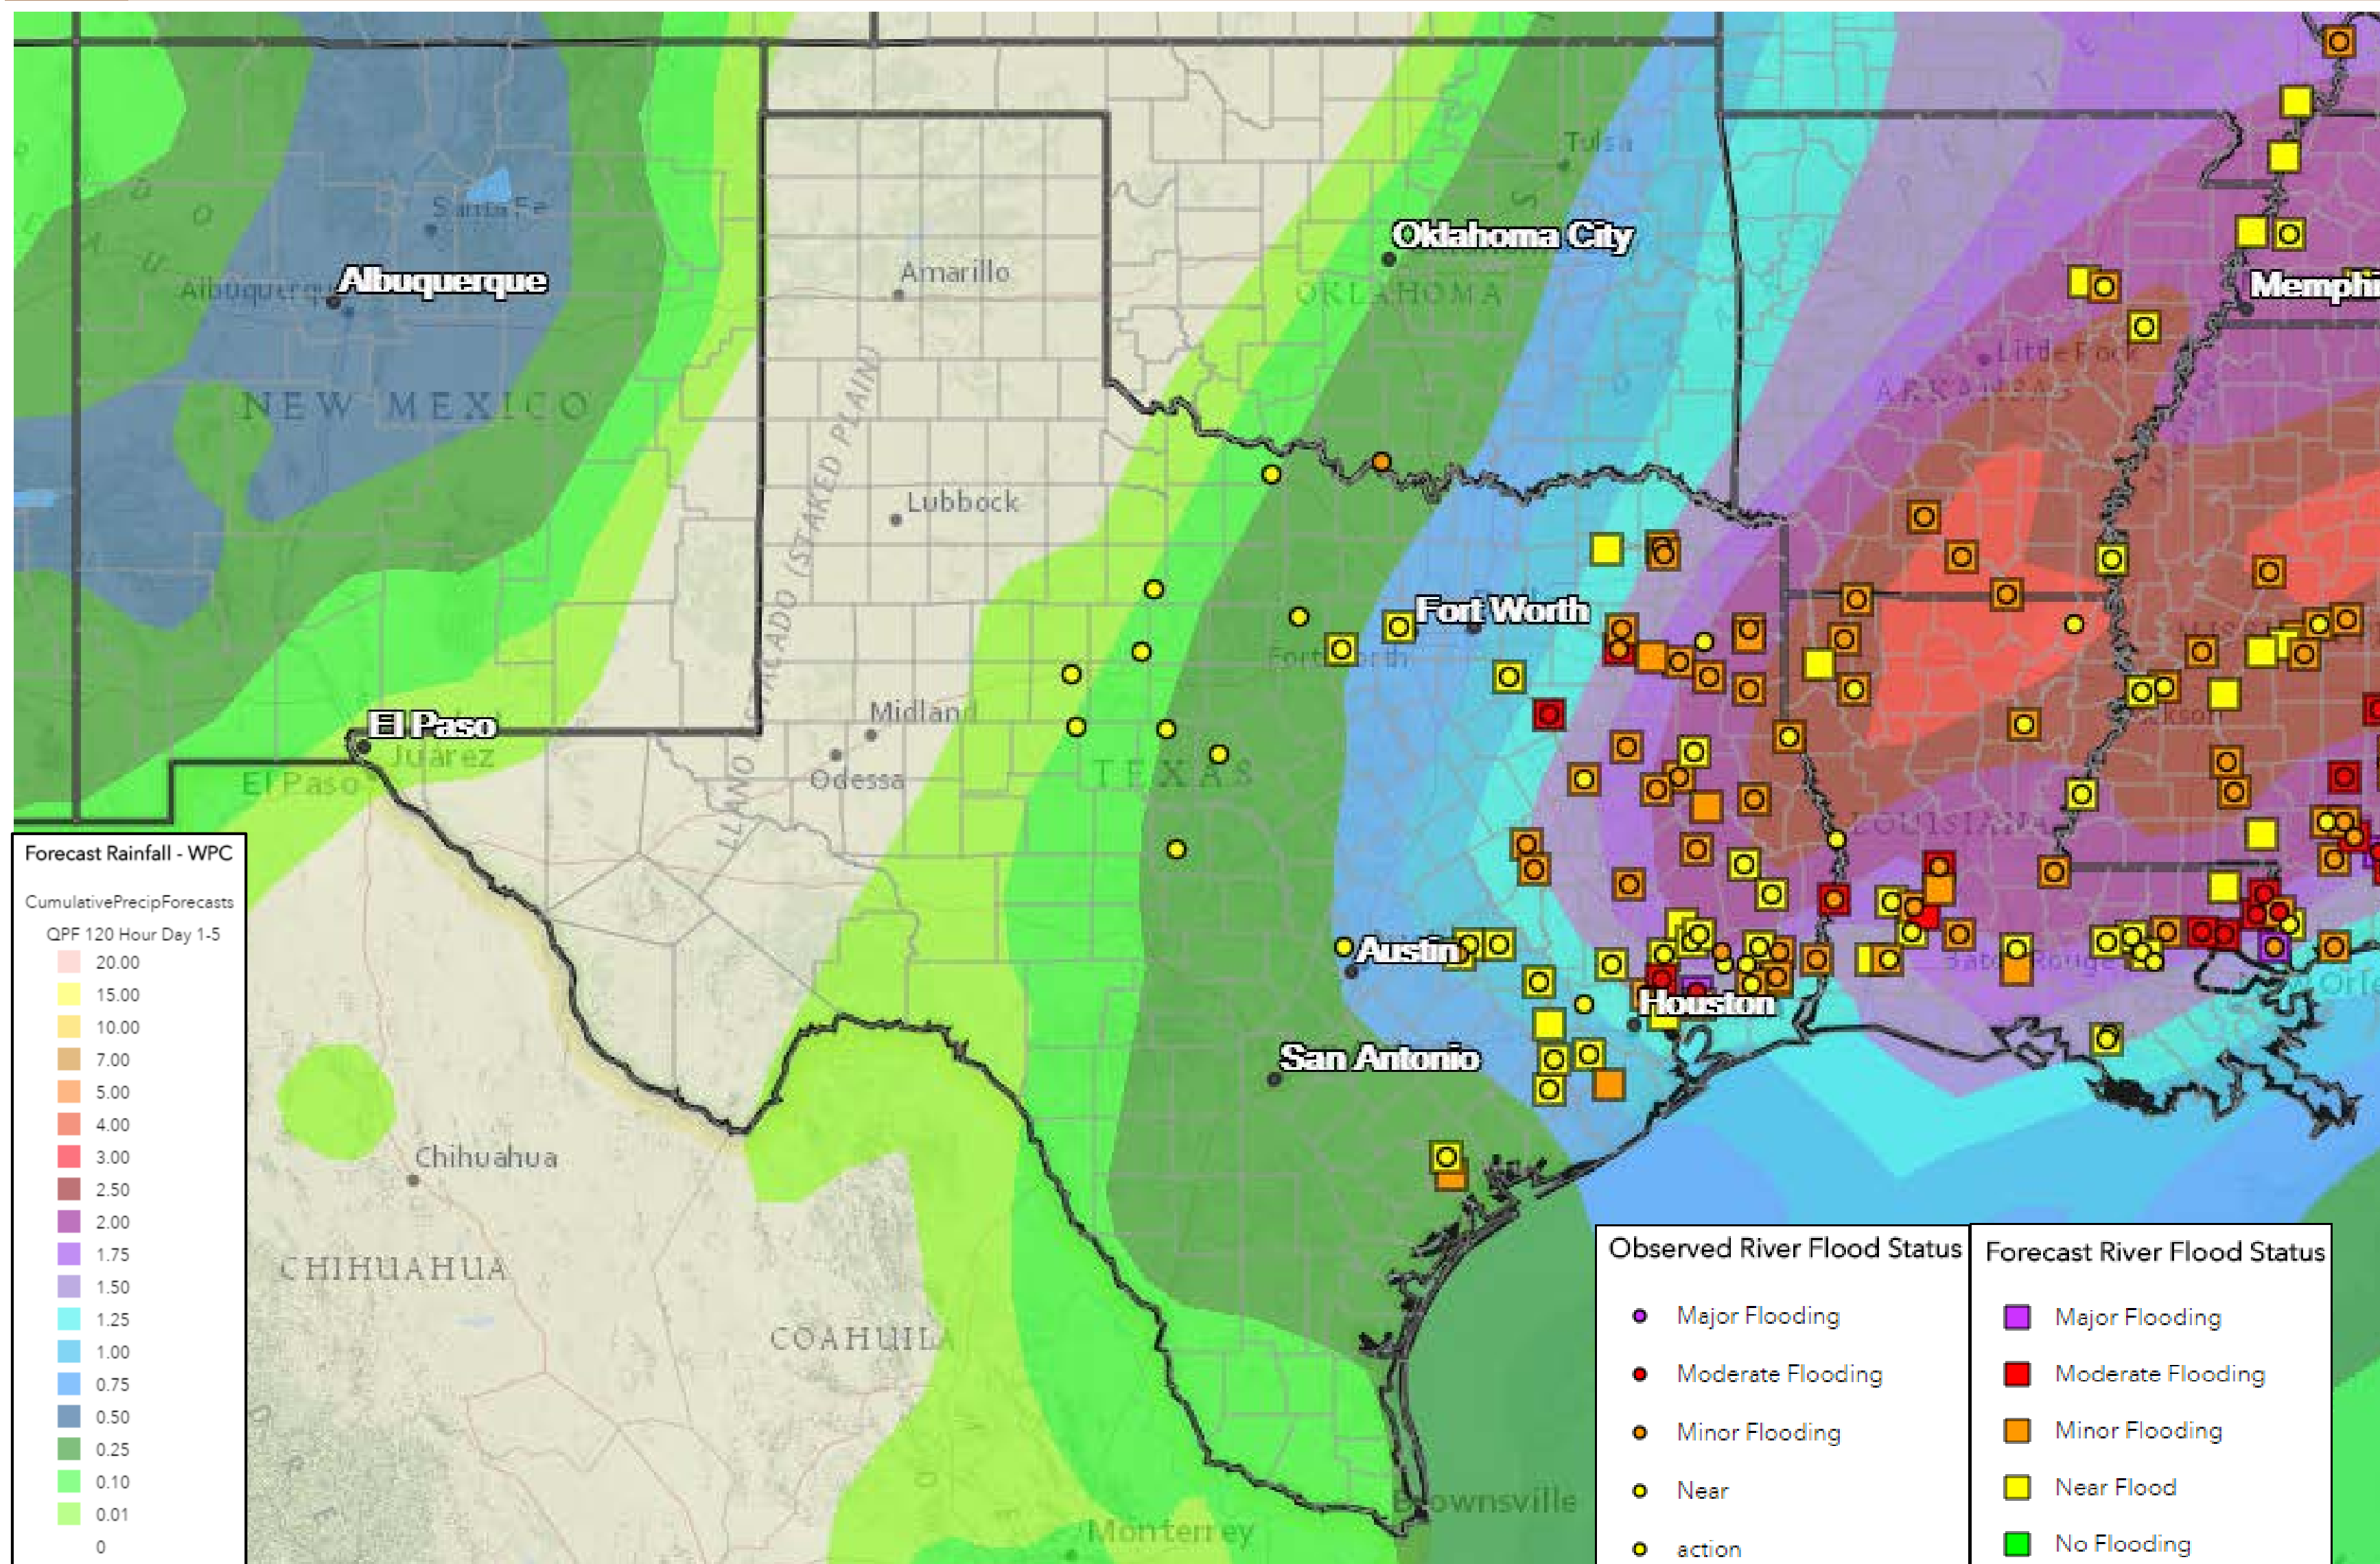 Tulsa
Oklahoma City
OKLAHOMA
Santa Fe
Albuquerque
Albuquerque
Amarillo
Memphi
Little Rock
ARKANSAS
NEW MEXICO
LLANO ESTACADO (STAKED PLAIN)
Lubbock
Fort Worth
Fort Worth
El Paso
Juárez
El Paso
Midland
Odessa
TEXAS
LOUISIANA
Austin
Baton Rouge
Houston
San Antonio
Chihuahua
CHIHUAHUA
COAHUILA
Brownsville
Monterrey
Forecast Rainfall - WPC
CumulativePrecipForecasts
QPF 120 Hour Day 1-5
20.00
15.00
10.00
7.00
5.00
4.00
3.00
2.50
2.00
1.75
1.50
1.25
1.00
0.75
0.50
0.25
0.10
0.01
0
Observed River Flood Status
Major Flooding
Moderate Flooding
Minor Flooding
Near
action
Forecast River Flood Status
Major Flooding
Moderate Flooding
Minor Flooding
Near Flood
No Flooding